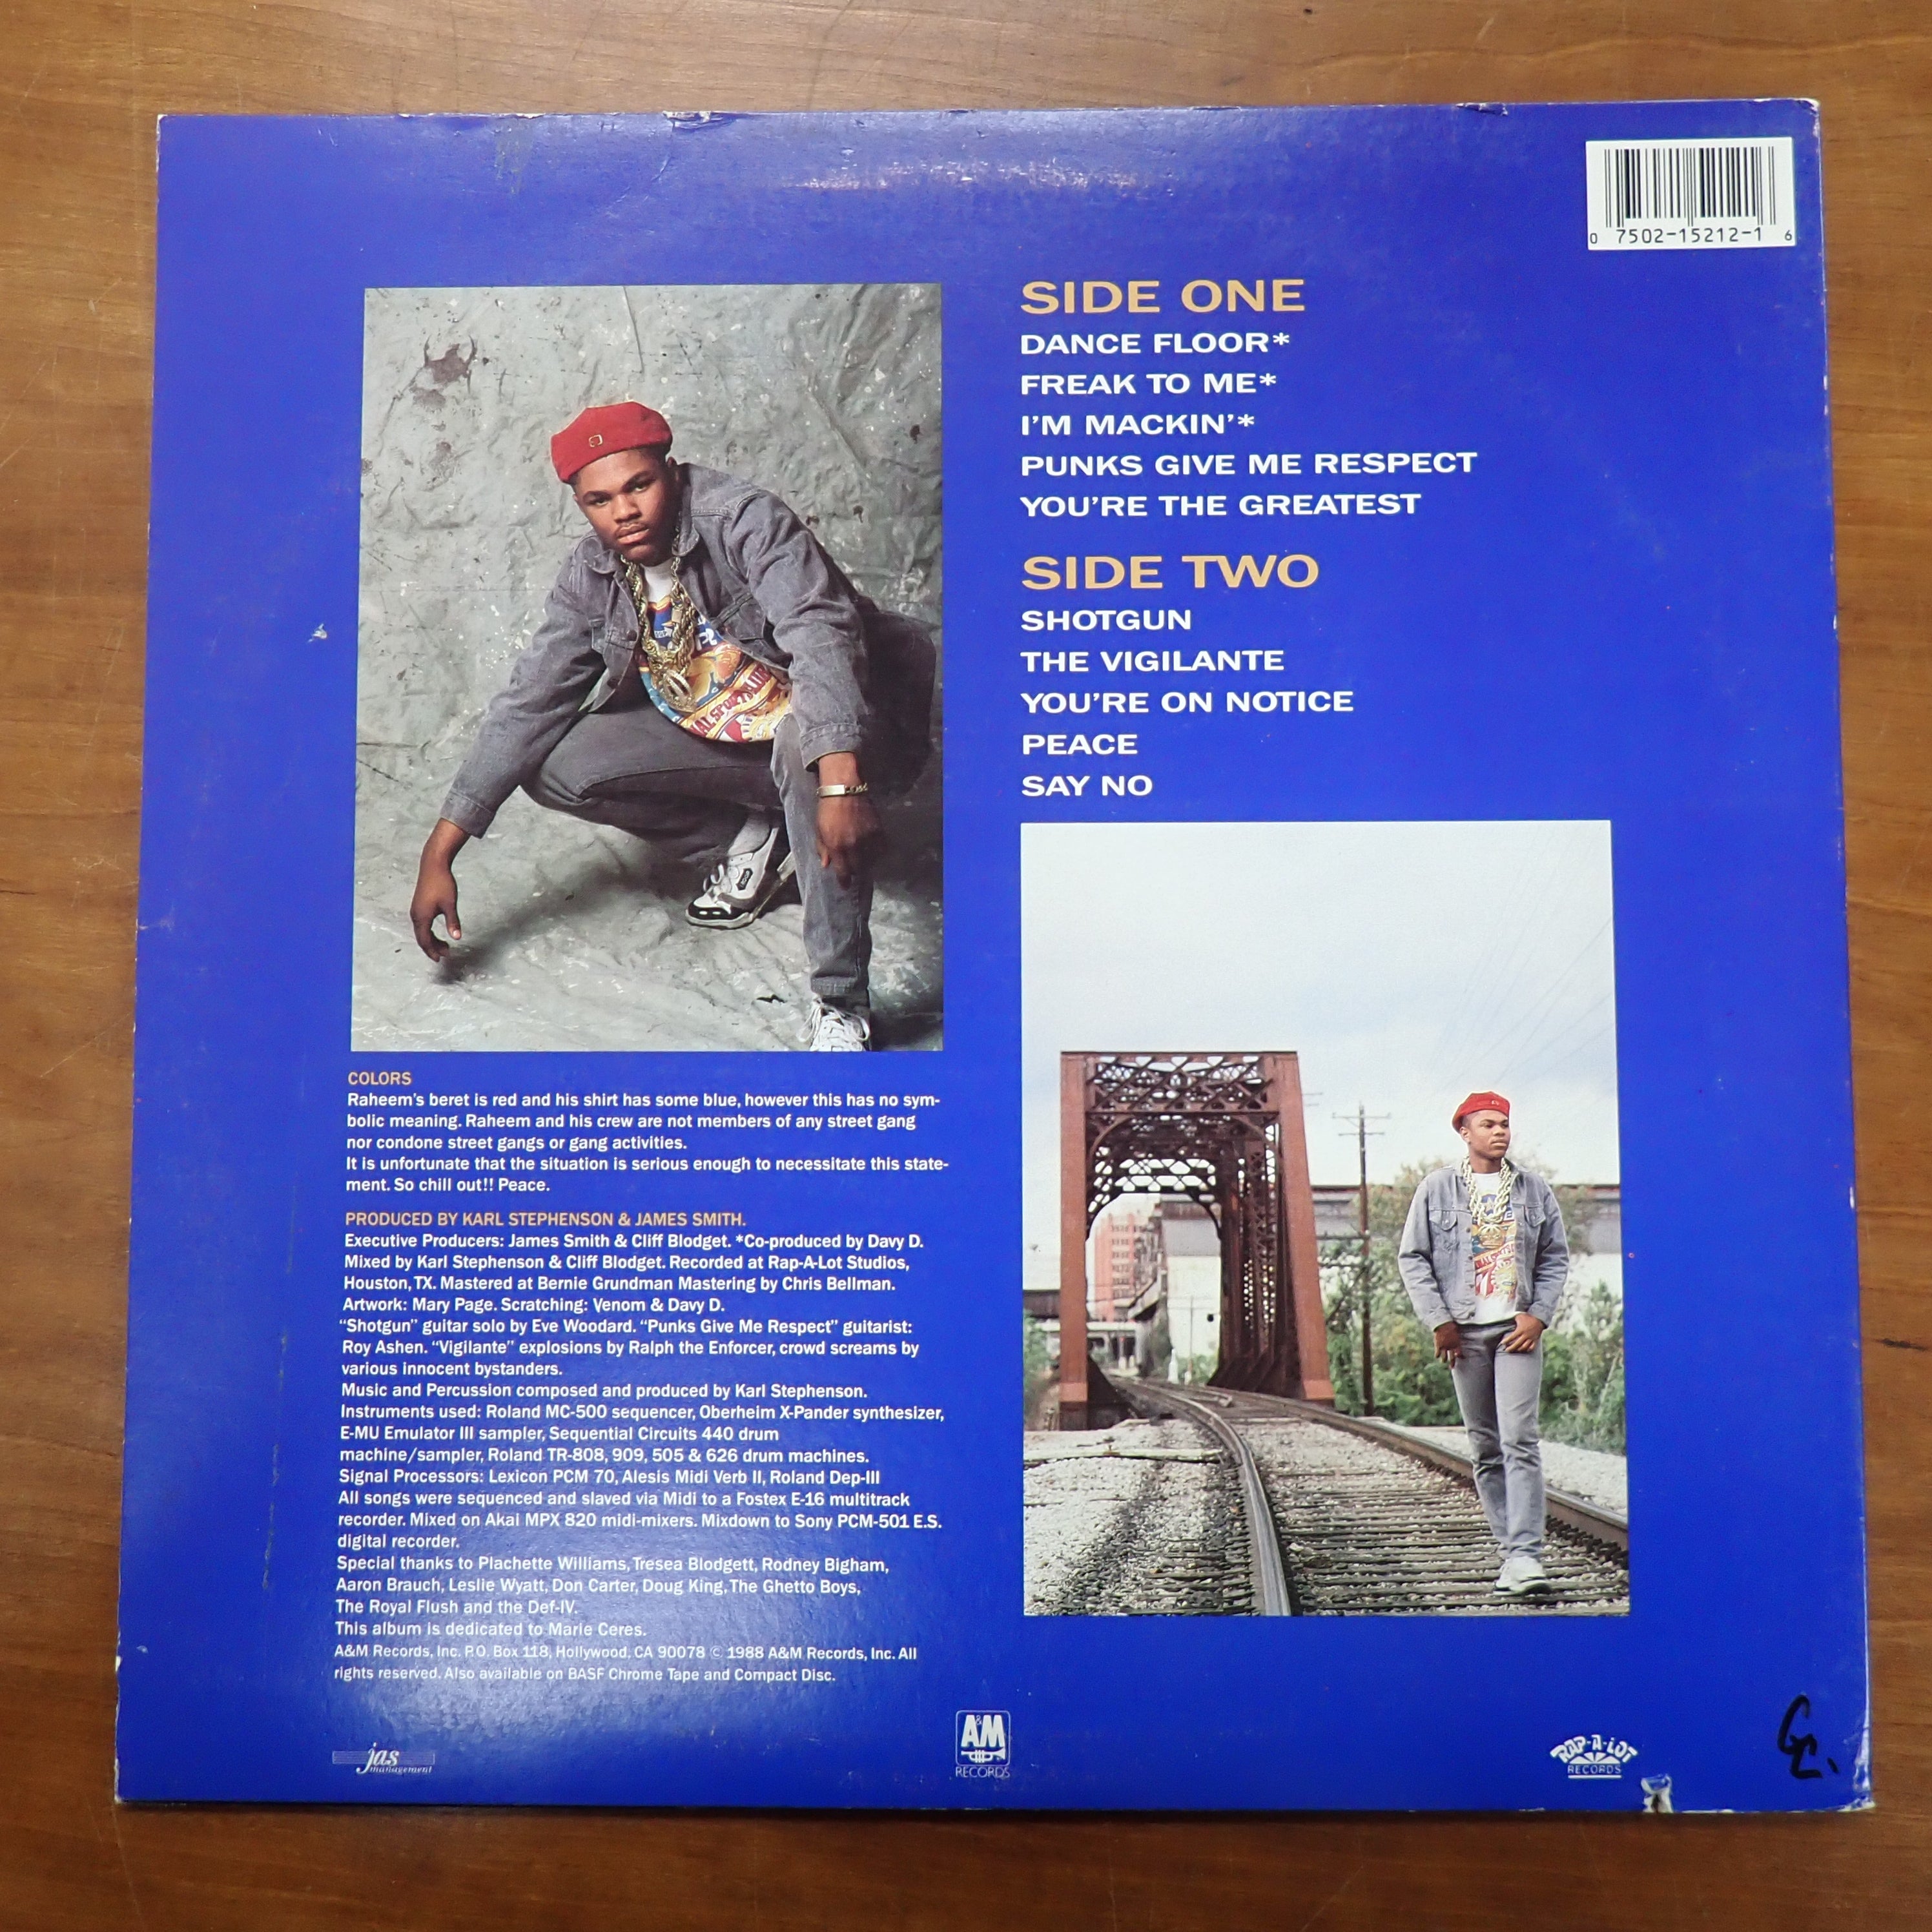 0 7502-15212-1 6
SIDE ONE
DANCE FLOOR*
FREAK TO ME*
I'M MACKIN'*
PUNKS GIVE ME RESPECT
YOU'RE THE GREATEST
SIDE TWO
SHOTGUN
THE VIGILANTE
YOU'RE ON NOTICE
PEACE
SAY NO
COLORS
Raheem's beret is red and his shirt has some blue, however this has no sym-
bolic meaning. Raheem and his crew are not members of any street gang
nor condone street gangs or gang activities.
It is unfortunate that the situation is serious enough to necessitate this state-
ment. So chill out!! Peace.
PRODUCED BY KARL STEPHENSON & JAMES SMITH.
Executive Producers: James Smith & Cliff Blodget. *Co-produced by Davy D.
Mixed by Karl Stephenson & Cliff Blodget. Recorded at Rap-A-Lot Studios,
Houston, TX. Mastered at Bernie Grundman Mastering by Chris Bellman.
Artwork: Mary Page. Scratching: Venom & Davy D.
“Shotgun” guitar solo by Eve Woodard. “Punks Give Me Respect” guitarist:
Roy Ashen. “Vigilante” explosions by Ralph the Enforcer, crowd screams by
various innocent bystanders.
Music and Percussion composed and produced by Karl Stephenson.
Instruments used: Roland MC-500 sequencer, Oberheim X-Pander synthesizer,
E-MU Emulator III sampler, Sequential Circuits 440 drum
machine/sampler, Roland TR-808, 909, 505 & 626 drum machines.
Signal Processors: Lexicon PCM 70, Alesis Midi Verb II, Roland Dep-III
All songs were sequenced and slaved via Midi to a Fostex E-16 multitrack
recorder. Mixed on Akai MPX 820 midi-mixers. Mixdown to Sony PCM-501 E.S.
digital recorder.
Special thanks to Plachette Williams, Tresea Blodgett, Rodney Bigham,
Aaron Brauch, Leslie Wyatt, Don Carter, Doug King, The Ghetto Boys,
The Royal Flush and the Def-IV.
This album is dedicated to Marie Ceres.
A&M Records, Inc. P.O. Box 118, Hollywood, CA 90078 © 1988 A&M Records, Inc. All
rights reserved. Also available on BASF Chrome Tape and Compact Disc.
jas
management
A&M
RECORDS
RAP-A-LOT
RECORDS